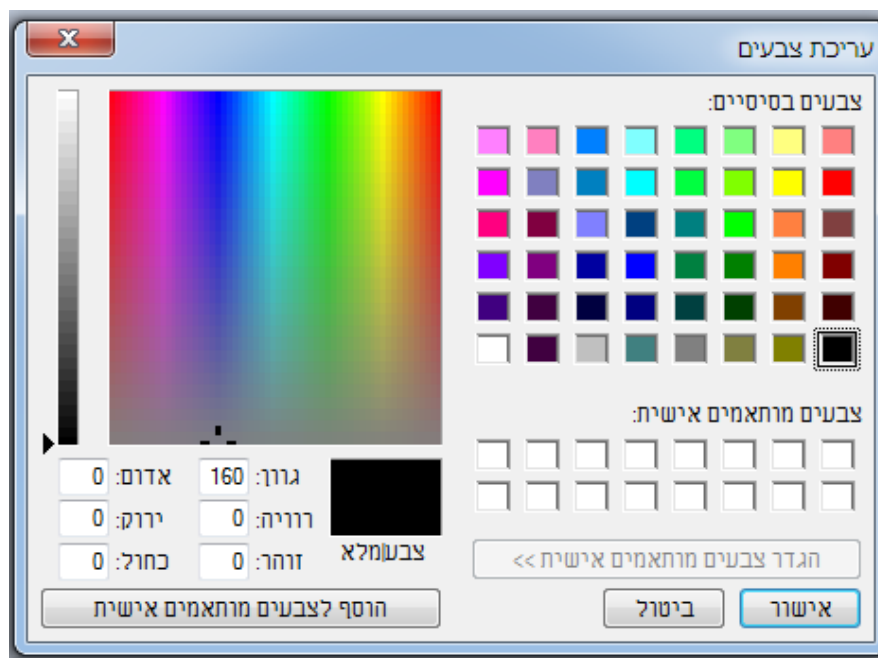 עריכת צבעים
צבעים בסיסיים:
צבעים מותאמים אישית:
הגדר צבעים מותאמים אישית >>
אישור
ביטול
צבע|מלא
גוון: 160
רוויה: 0
זוהר: 0
אדום: 0
ירוק: 0
כחול: 0
הוסף לצבעים מותאמים אישית